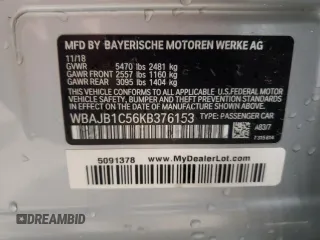 MFD BY BAYERISCHE MOTOREN WERKE AG
11/18
GVWR 5470 lbs 2481 kg
GAWR FRONT 2557 lbs 1160 kg
GAWR REAR 3095 lbs 1404 kg
THIS VEHICLE CONFORMS TO ALL APPLICABLE U.S. FEDERAL MOTOR
VEHICLE SAFETY, BUMPER, AND THEFT PREVENTION STANDARDS
IN EFFECT ON THE DATE OF MANUFACTURE SHOWN ABOVE.
WBAJB1C56KB376153 TYPE: PASSENGER CAR
A83/7
5091378 www.MyDealerLot.com
© DREAMBID